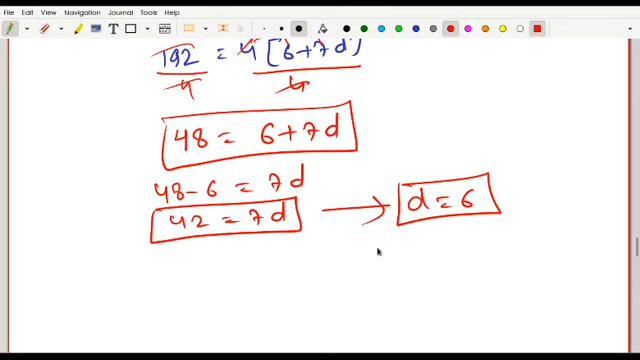 File Edit View Navigation Journal Tools Help
192 = 4 [6+7d]
4 4
48 = 6+7d
48-6 = 7d
42 = 7d → d = 6